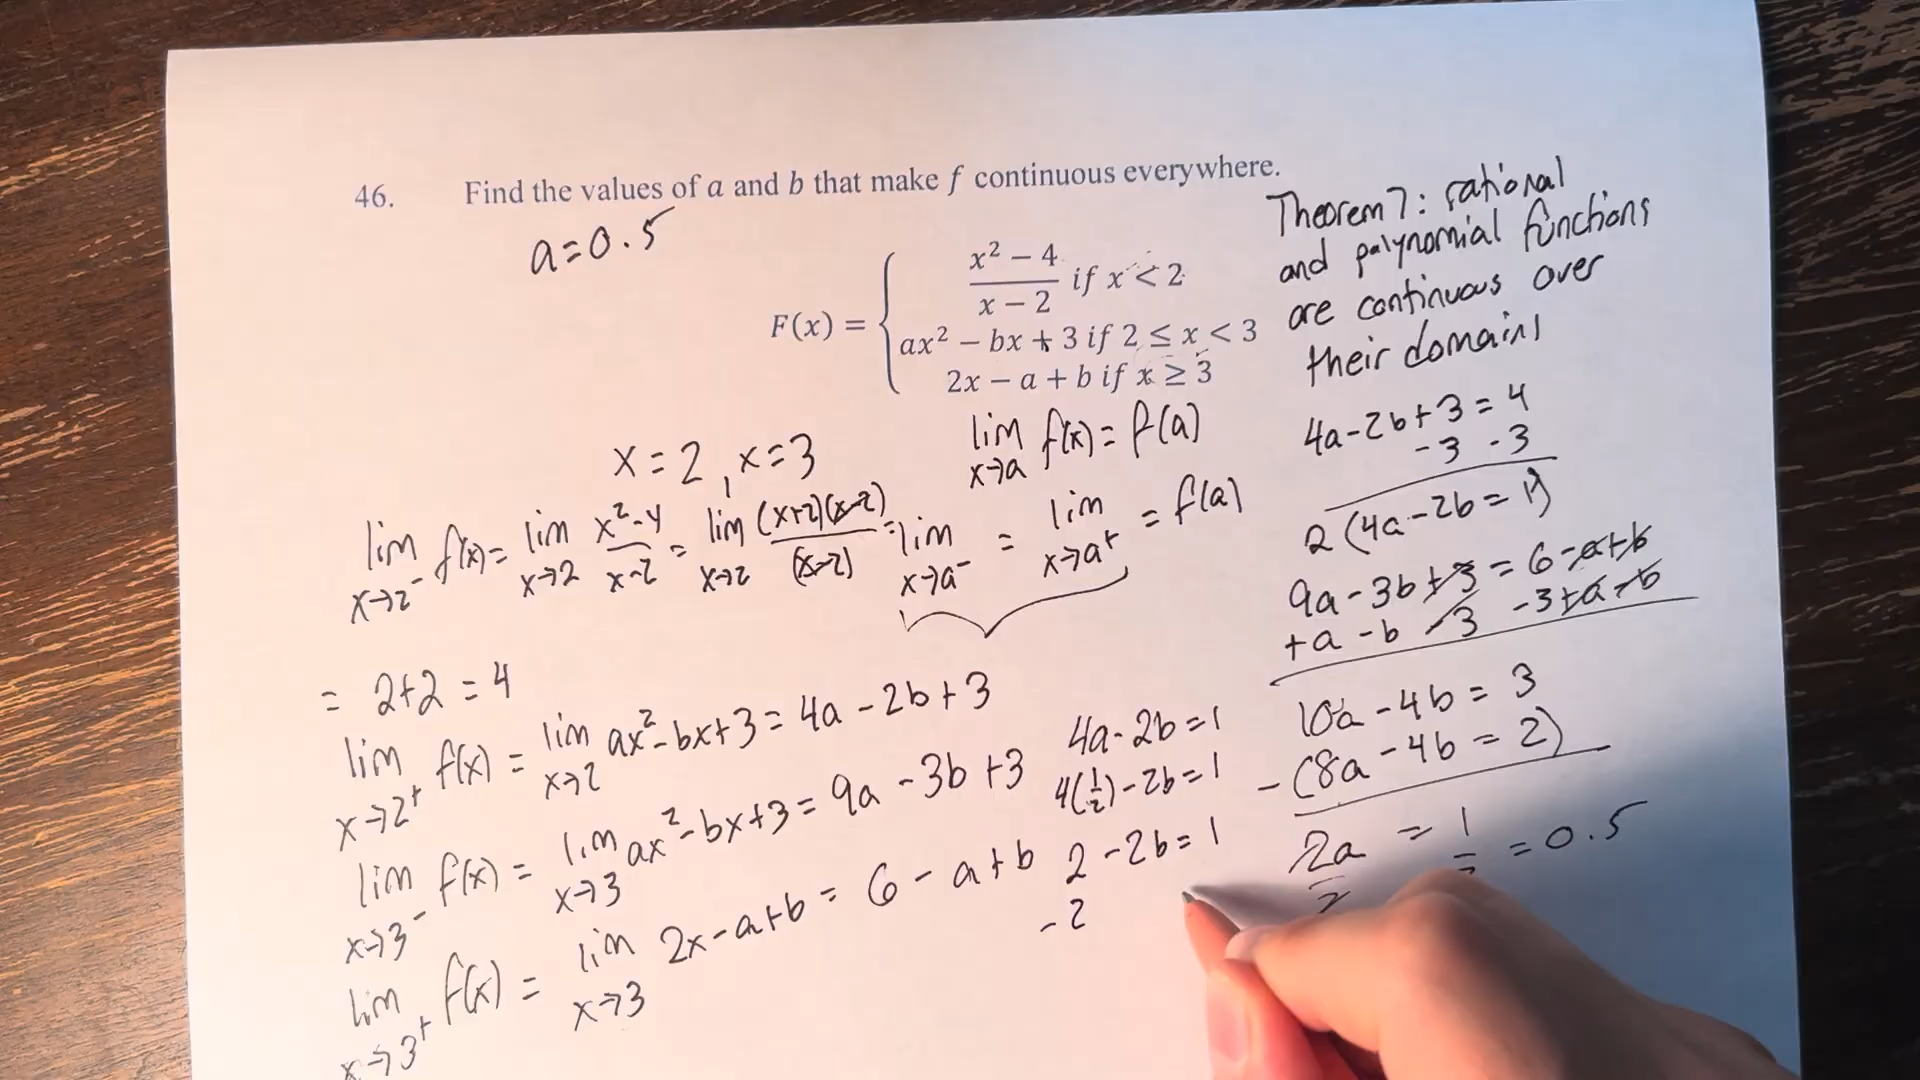 46. Find the values of a and b that make f continuous everywhere.
a=0.5
F(x) = { x² − 4 / x − 2 if x < 2
ax² − bx + 3 if 2 ≤ x < 3
2x − a + b if x ≥ 3
Theorem 7: rational
and polynomial functions
are continuous over
their domain!
x=2, x=3
lim x→a f(x) = f(a)
lim x→2⁻ f(x) = lim x→2 x²-4 / x-2 = lim x→2 (x+2)(x-2) / (x-2) =
lim x→a⁻ = lim x→a⁺ = f(a)
= 2+2 = 4
lim x→2⁺ f(x) = lim x→2 ax²-bx+3 = 4a-2b+3
lim x→3⁻ f(x) = lim x→3 ax²-bx+3 = 9a-3b+3
lim x→3⁺ f(x) = lim x→3 2x-a+b = 6-a+b
4a-2b=1
4(1/2)-2b=1
2-2b=1
-2
4a-2b+3=4
-3 -3
2(4a-2b=1)
9a-3b+3=6-a+b
+a-b-3 -3+a-b
10a-4b=3
-(8a-4b=2)
2a = 1
2 = 0.5